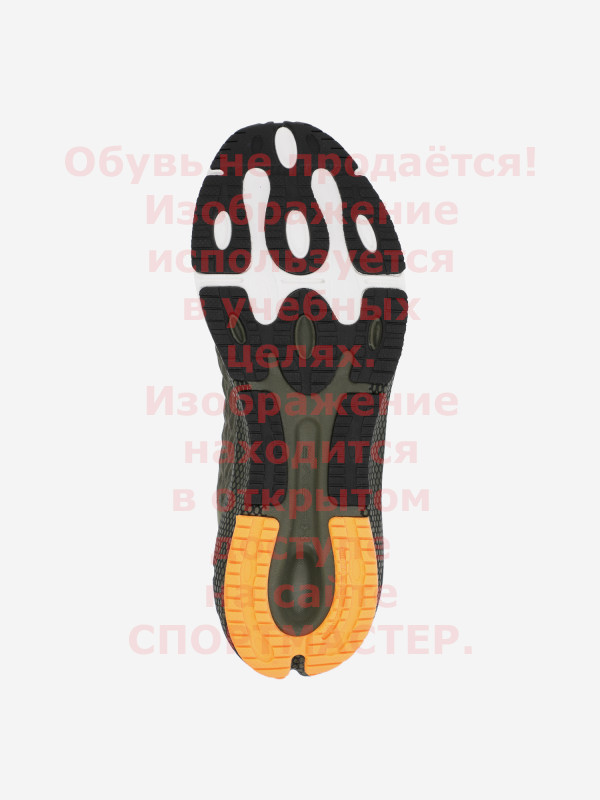 Обувь не продаётся!
Изображение
используется
в учебных
целях.
Изображение
находится
в открытом
доступе
на сайте
СПОРТМАСТЕР.